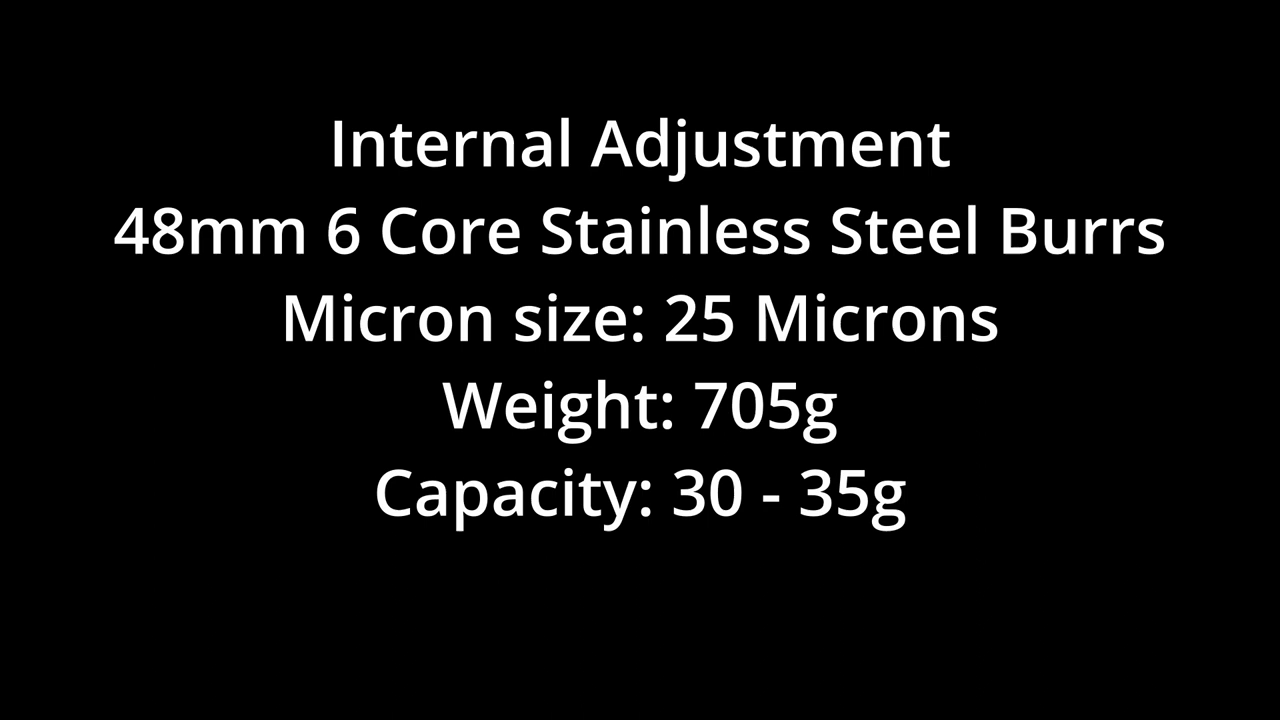 Internal Adjustment
48mm 6 Core Stainless Steel Burrs
Micron size: 25 Microns
Weight: 705g
Capacity: 30 - 35g